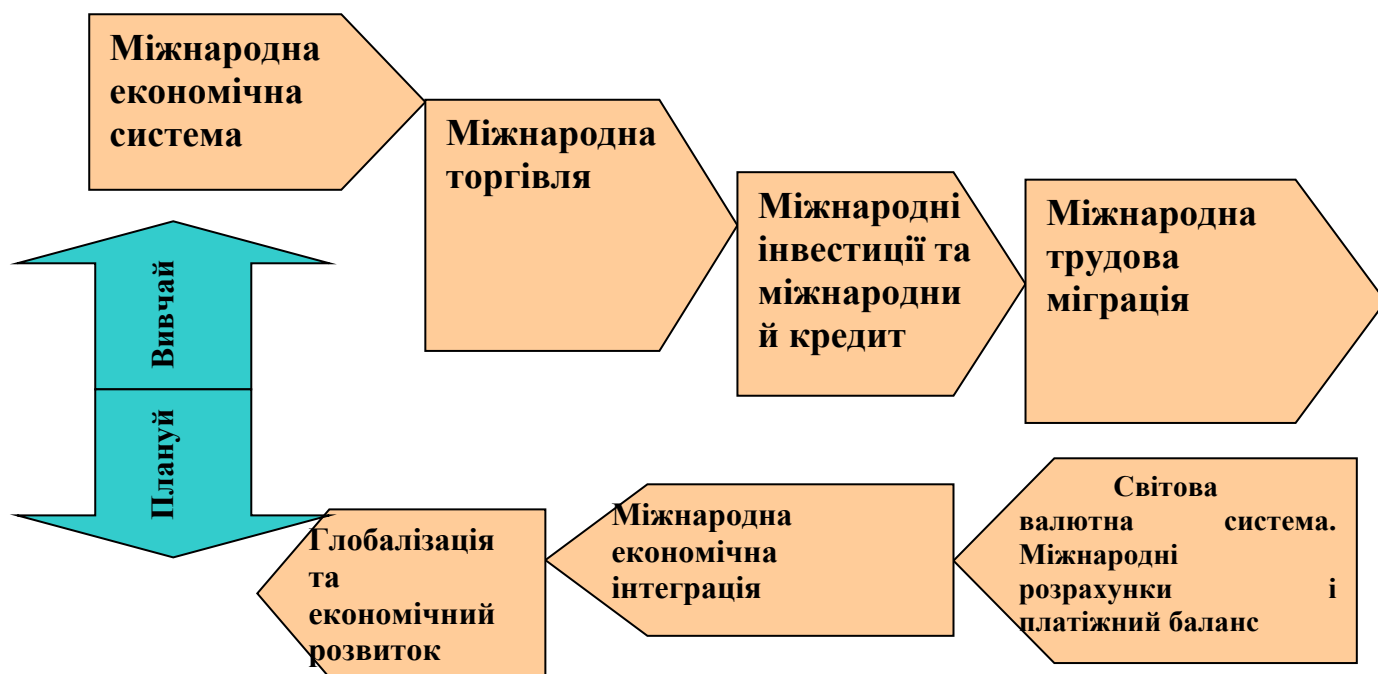 Міжнародна
економічна
система
Міжнародна
торгівля
Міжнародні
інвестиції та
міжнародни
й кредит
Міжнародна
трудова
міграція
Вивчай
Плануй
Світова
валютна система.
Міжнародні
розрахунки і
платіжний баланс
Міжнародна
економічна
інтеграція
Глобалізація
та
економічний
розвиток